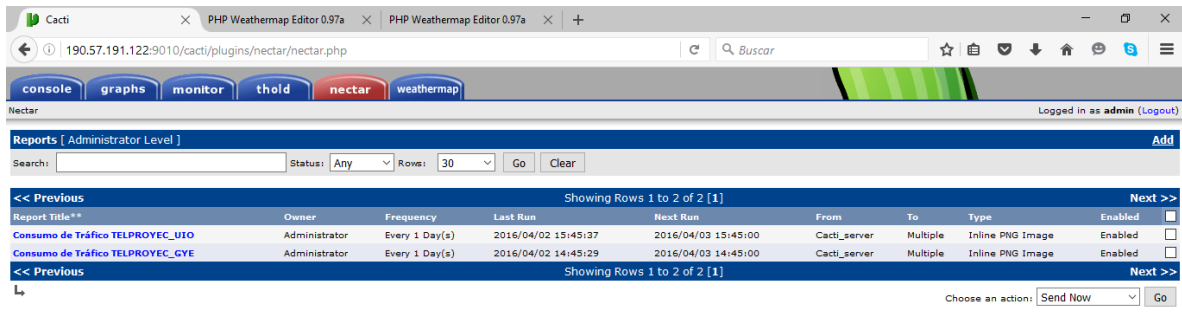 Cacti PHP Weathermap Editor 0.97a PHP Weathermap Editor 0.97a
190.57.191.122:9010/cacti/plugins/nectar/nectar.php Buscar
console graphs monitor thold nectar weathermap
Nectar Logged in as admin (Logout)
Reports [ Administrator Level ] Add
Search: Status: Any Rows: 30 Go Clear
<< Previous Showing Rows 1 to 2 of 2 [1] Next >>
Report Title** Owner Frequency Last Run Next Run From To Type Enabled
Consumo de Tráfico TELPROYEC_UIO Administrator Every 1 Day(s) 2016/04/02 15:45:37 2016/04/03 15:45:00 Cacti_server Multiple Inline PNG Image Enabled
Consumo de Tráfico TELPROYEC_GYE Administrator Every 1 Day(s) 2016/04/02 14:45:29 2016/04/03 14:45:00 Cacti_server Multiple Inline PNG Image Enabled
<< Previous Showing Rows 1 to 2 of 2 [1] Next >>
Choose an action: Send Now Go